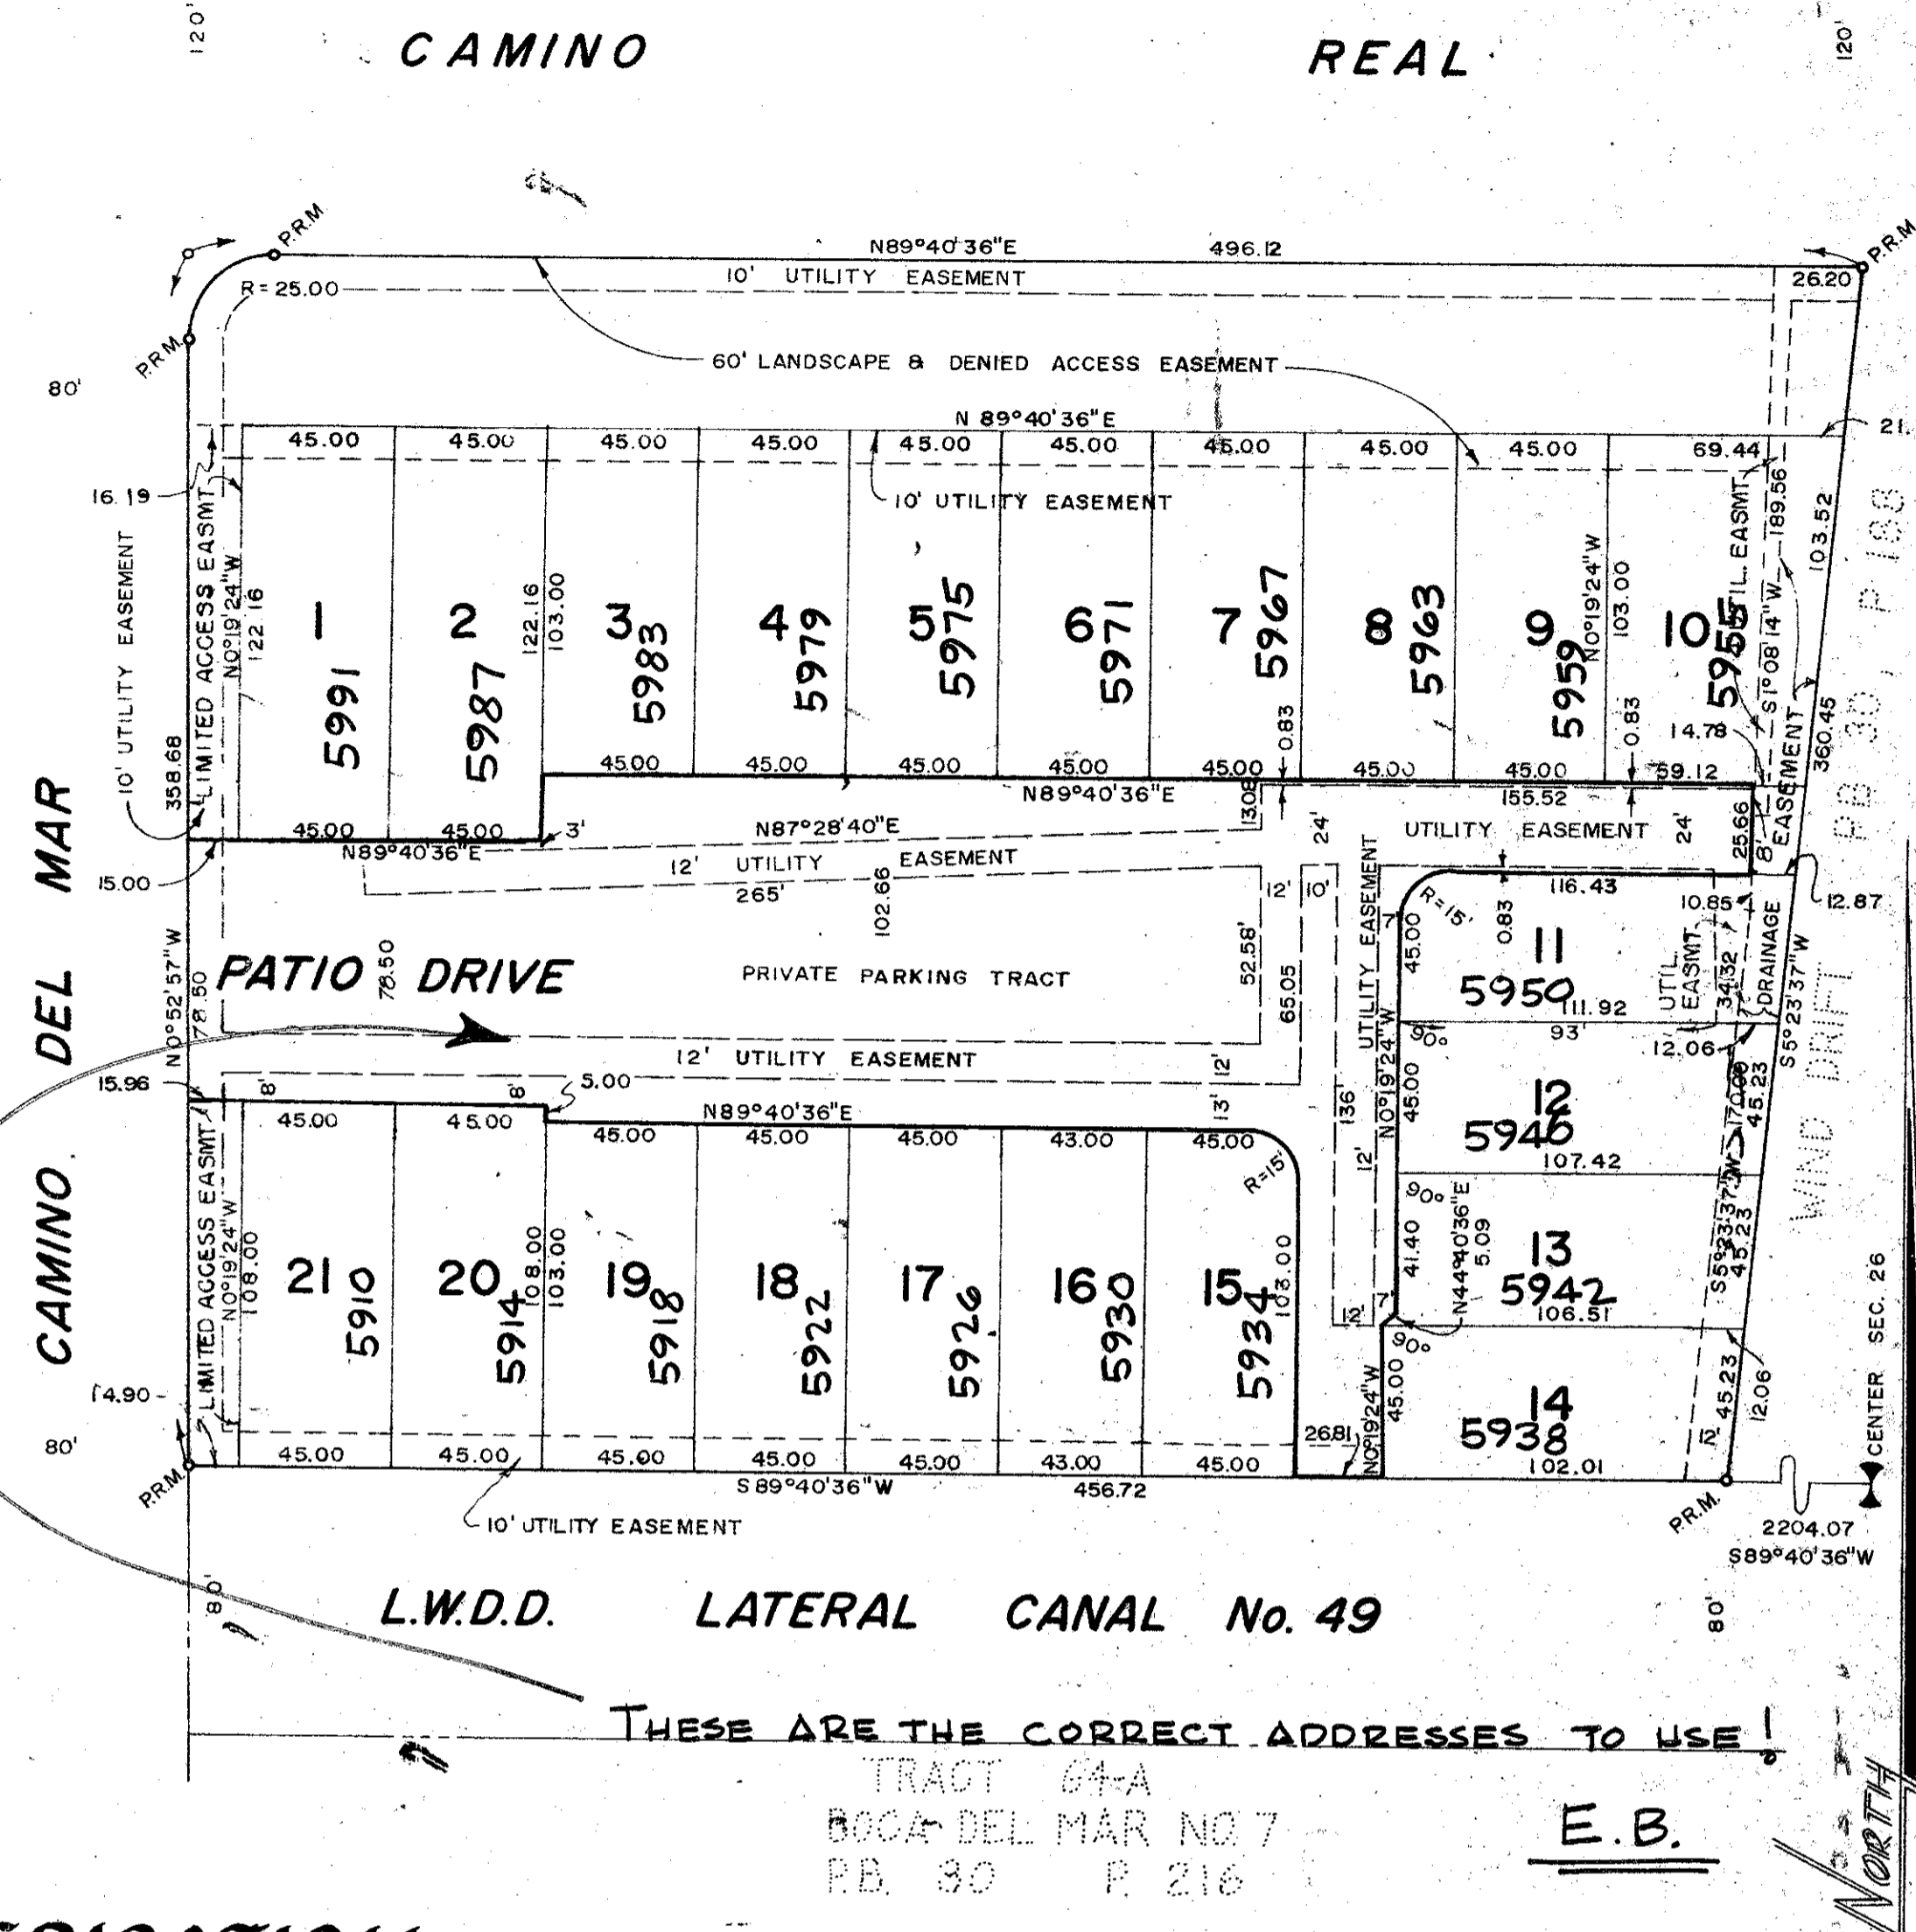 120'
120'
CAMINO REAL
P.R.M.
N89°40'36"E 496.12
P.R.M
10' UTILITY EASEMENT
26.20
R=25.00
P.R.M.
60' LANDSCAPE & DENIED ACCESS EASEMENT
80'
N 89°40'36"E
21.
45.00 45.00 45.00 45.00 45.00 45.00 45.00 45.00 45.00 69.44
16.19
10' UTILITY EASEMENT
10' UTILITY EASEMENT
LIMITED ACCESS EASMT
N0°19'24"W
122.16
122.16
103.00
N0°19'24"W
103.00
UTIL. EASMT.
S1°08'14"W
189.56
103.52
360.45
PB 30, P 188
1 2 3 4 5 6 7 8 9 10
5991 5987 5983 5979 5975 5971 5967 5963 5959 5955
0.83
0.83
14.78
358.68
45.00 45.00 45.00 45.00 45.00 45.00 45.00 59.12
N89°40'36"E
155.52
45.00 45.00
3'
N89°40'36"E
N87°28'40"E
13.08
24'
UTILITY EASEMENT
24'
25.66
8'
EASEMENT
15.00
12' UTILITY EASEMENT
265'
102.66
12'
10'
UTILITY EASEMENT
7'
R=15'
116.43
0.83
10.85
12.87
N0°52'57"W
78.50
PATIO DRIVE
78.50
PRIVATE PARKING TRACT
52.58'
65.05
45.00
11
5950
111.92
93'
UTIL. EASMT.
34.32
DRAINAGE
S5°23'37"W
WIND DRIFT
12' UTILITY EASEMENT
12'
13'
90°
12.06
12'
15.96
8'
8'
5.00
N89°40'36"E
136'
12'
N0°19'24"W
45.00
12
5946
107.42
170.00
45.23
45.00 45.00 45.00 45.00 45.00 43.00 45.00
R=15'
90°
CAMINO DEL MAR
LIMITED ACCESS EASMT
N0°19'24"W
108.00
108.00
103.00
103.00
41.40
N44°40'36"E
5.09
13
5942
106.51
S5°23'37"W
45.23
21 20 19 18 17 16 15
5910 5914 5918 5922 5926 5930 5934
12'
7'
90°
CENTER SEC. 26
14.90
80'
26.81
N0°19'24"W
45.00
14
5938
102.01
12'
45.23
12.06
45.00 45.00 45.00 45.00 45.00 43.00 45.00
P.R.M.
S89°40'36"W
456.72
P.R.M.
10' UTILITY EASEMENT
2204.07
S89°40'36"W
80'
80'
L.W.D.D. LATERAL CANAL No. 49
THESE ARE THE CORRECT ADDRESSES TO USE!
TRACT 64-A
BOCA DEL MAR NO. 7
P.B. 30 P. 216
E.B.
NORTH